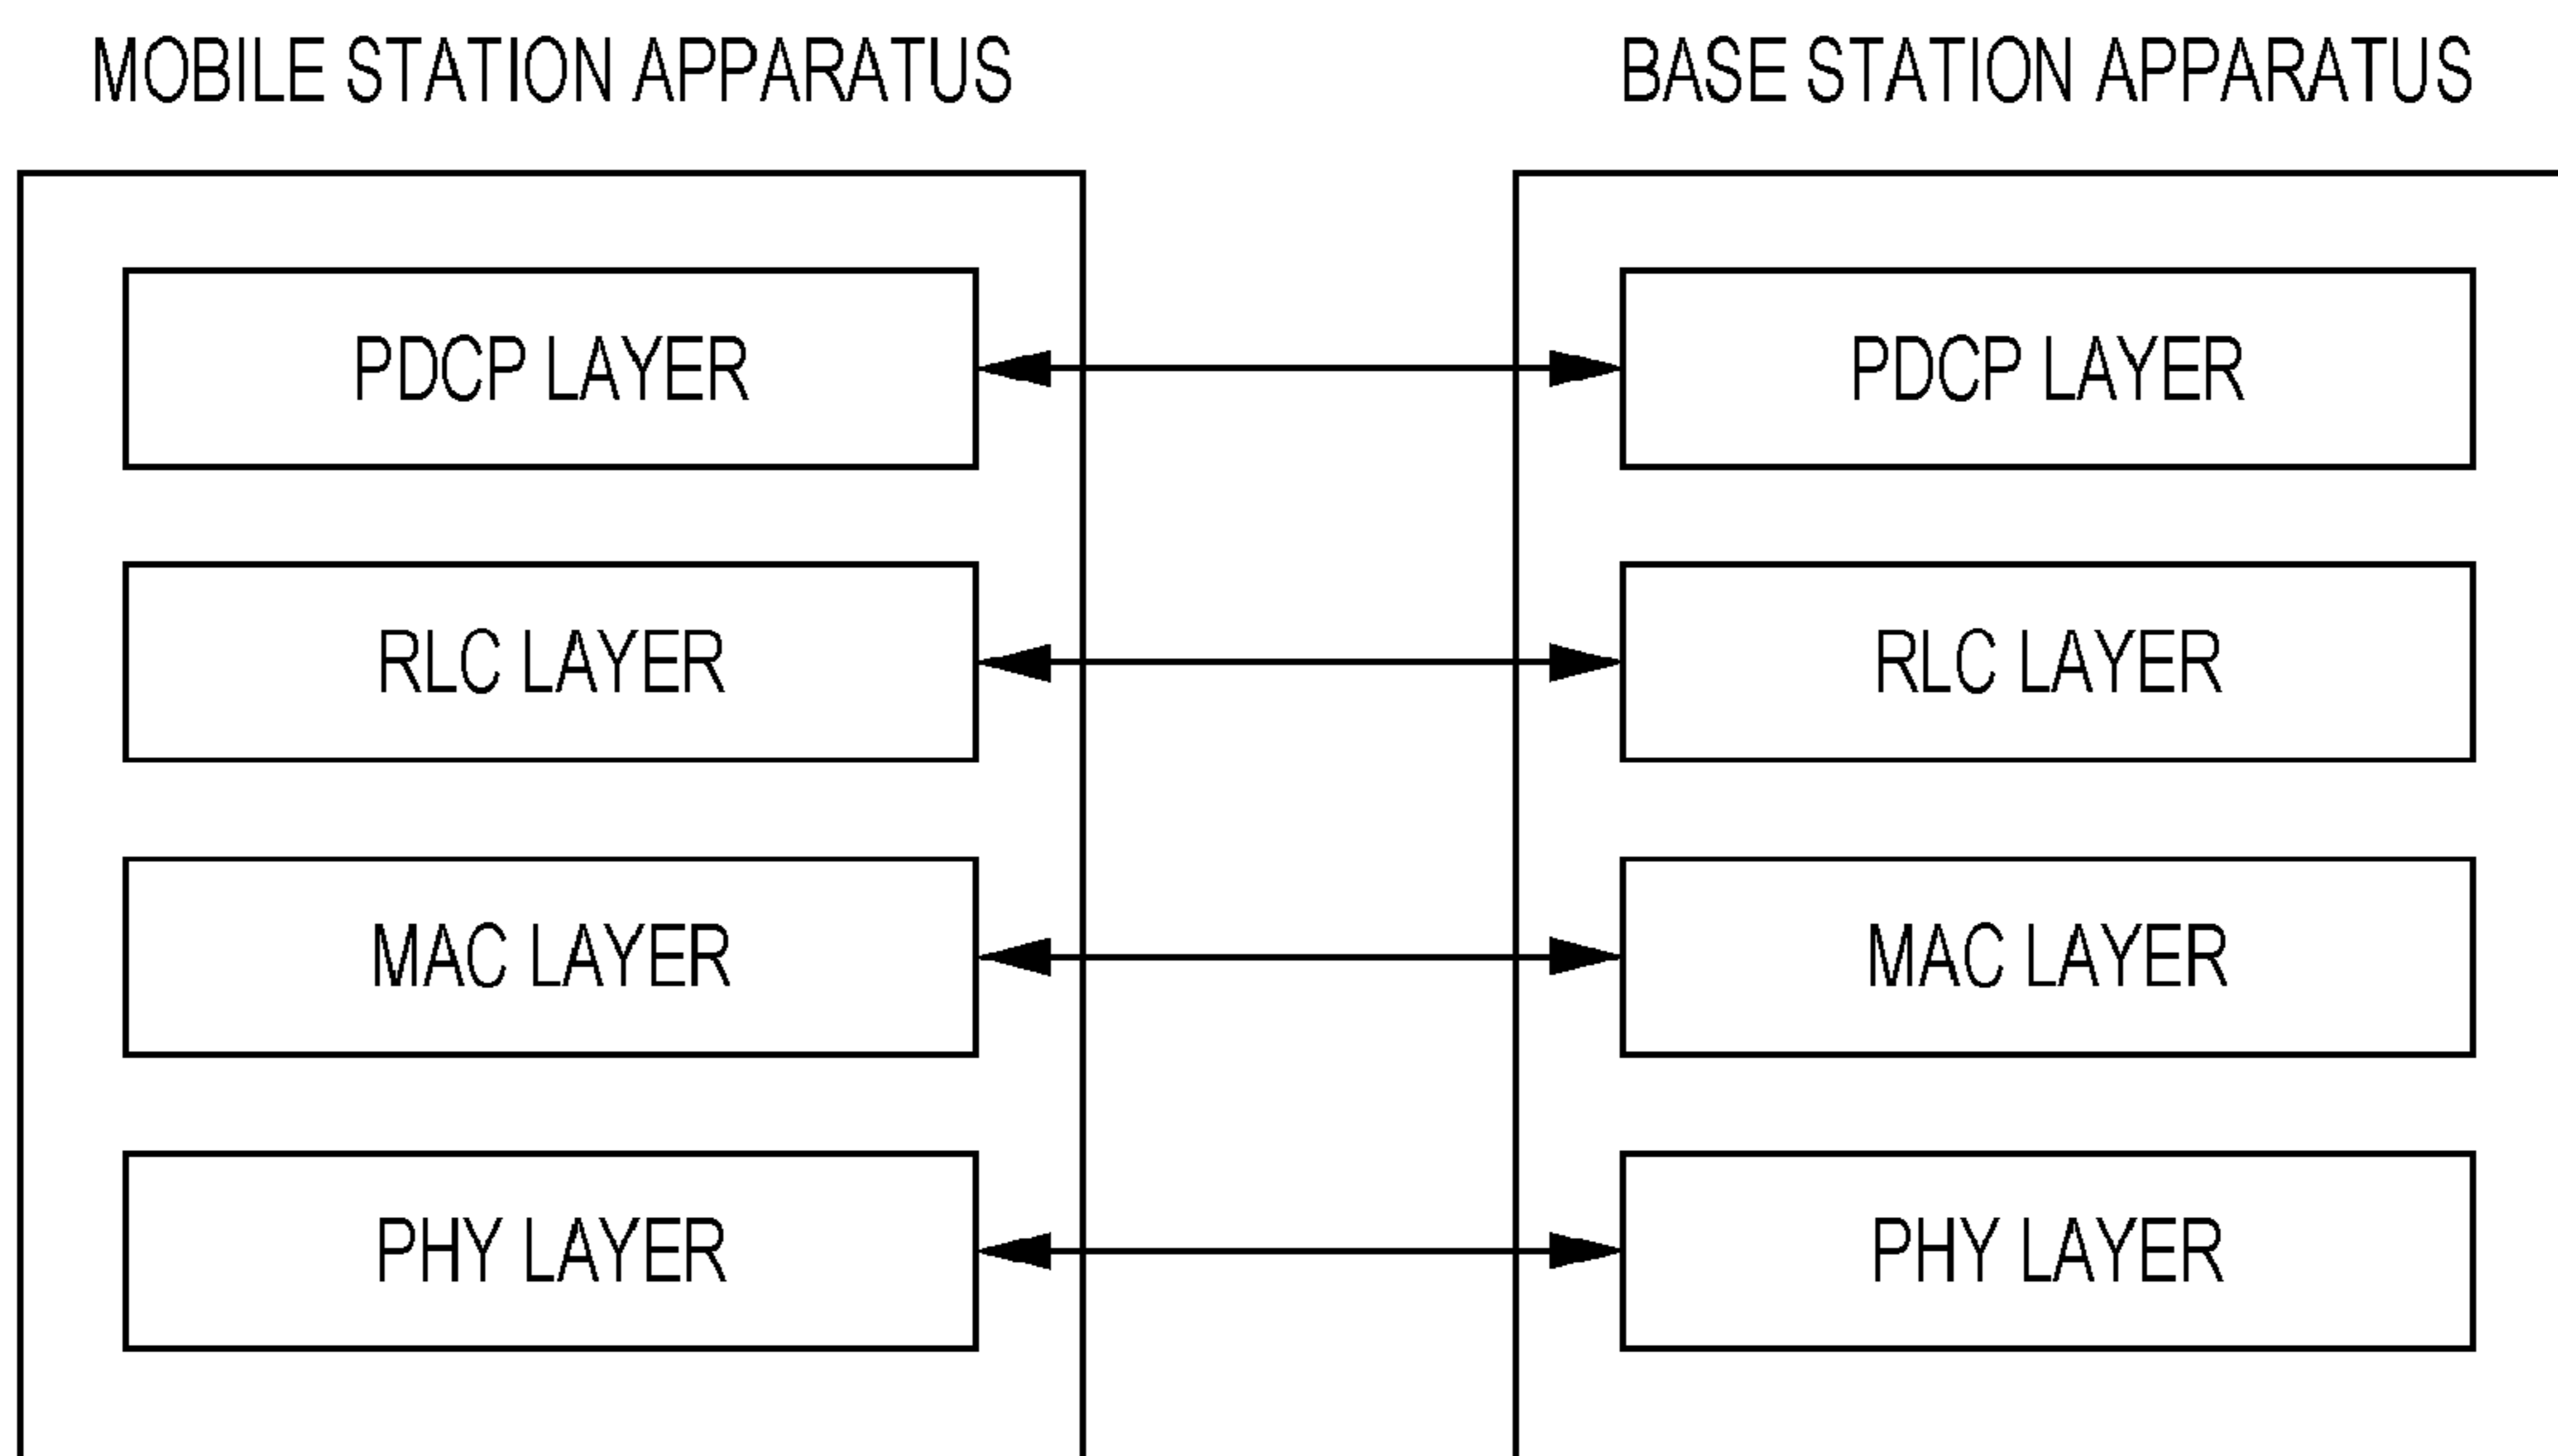 MOBILE STATION APPARATUS
BASE STATION APPARATUS
PDCP LAYER
PDCP LAYER
RLC LAYER
RLC LAYER
MAC LAYER
MAC LAYER
PHY LAYER
PHY LAYER